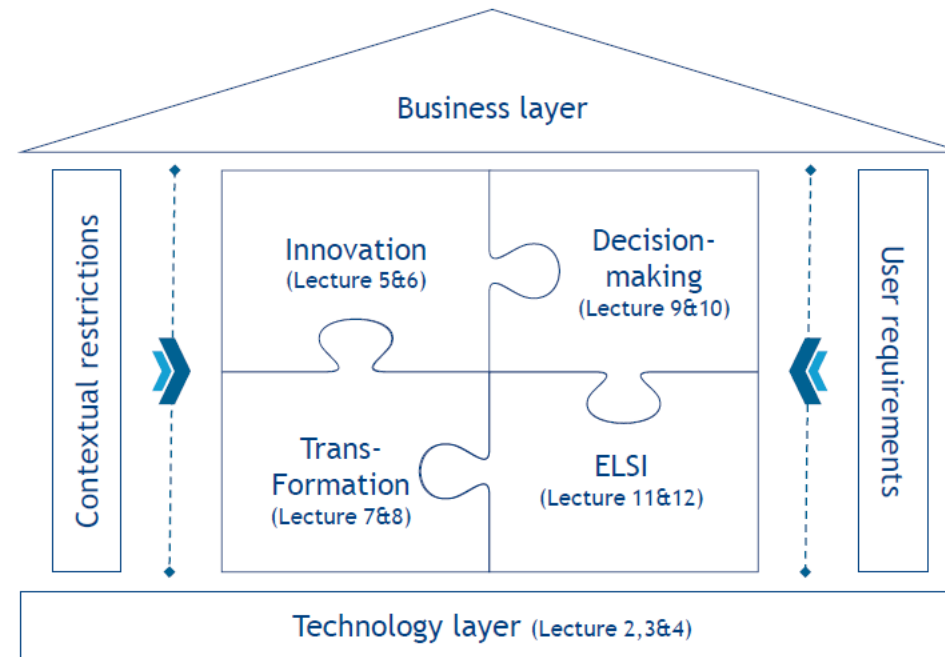 Business layer
Contextual restrictions
Innovation
(Lecture 5&6)
Decision-
making
(Lecture 9&10)
User requirements
Trans-
Formation
(Lecture 7&8)
ELSI
(Lecture 11&12)
Technology layer (Lecture 2,3&4)